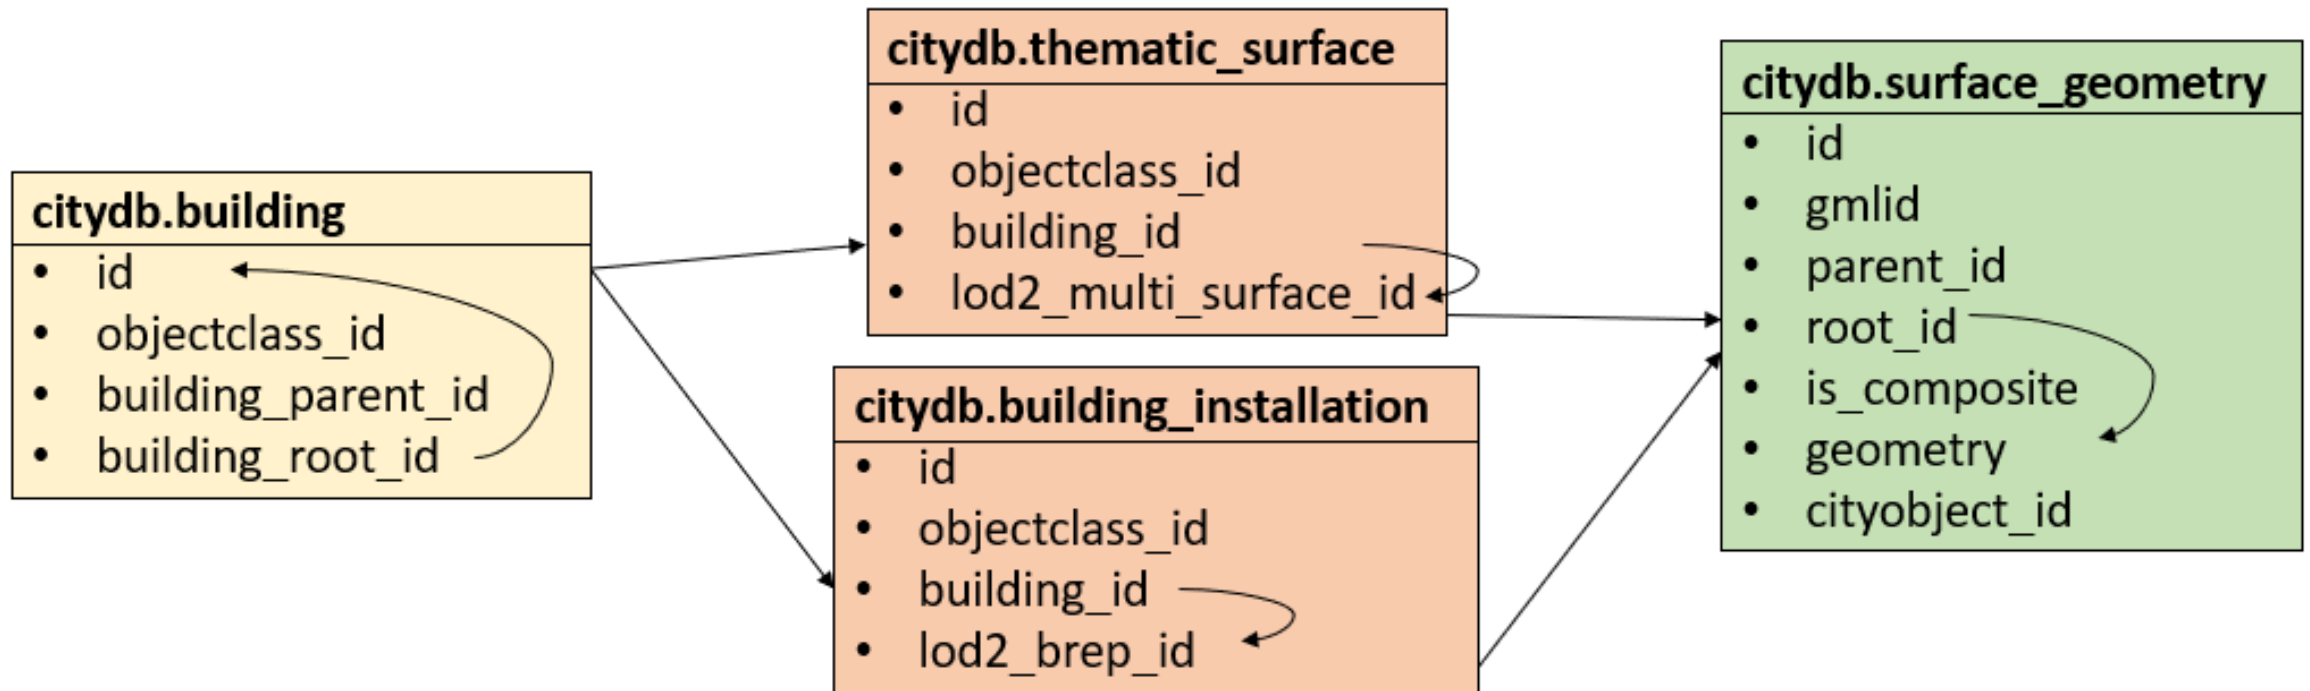 citydb.building
• id
• objectclass_id
• building_parent_id
• building_root_id
citydb.thematic_surface
• id
• objectclass_id
• building_id
• lod2_multi_surface_id
citydb.building_installation
• id
• objectclass_id
• building_id
• lod2_brep_id
citydb.surface_geometry
• id
• gmlid
• parent_id
• root_id
• is_composite
• geometry
• cityobject_id